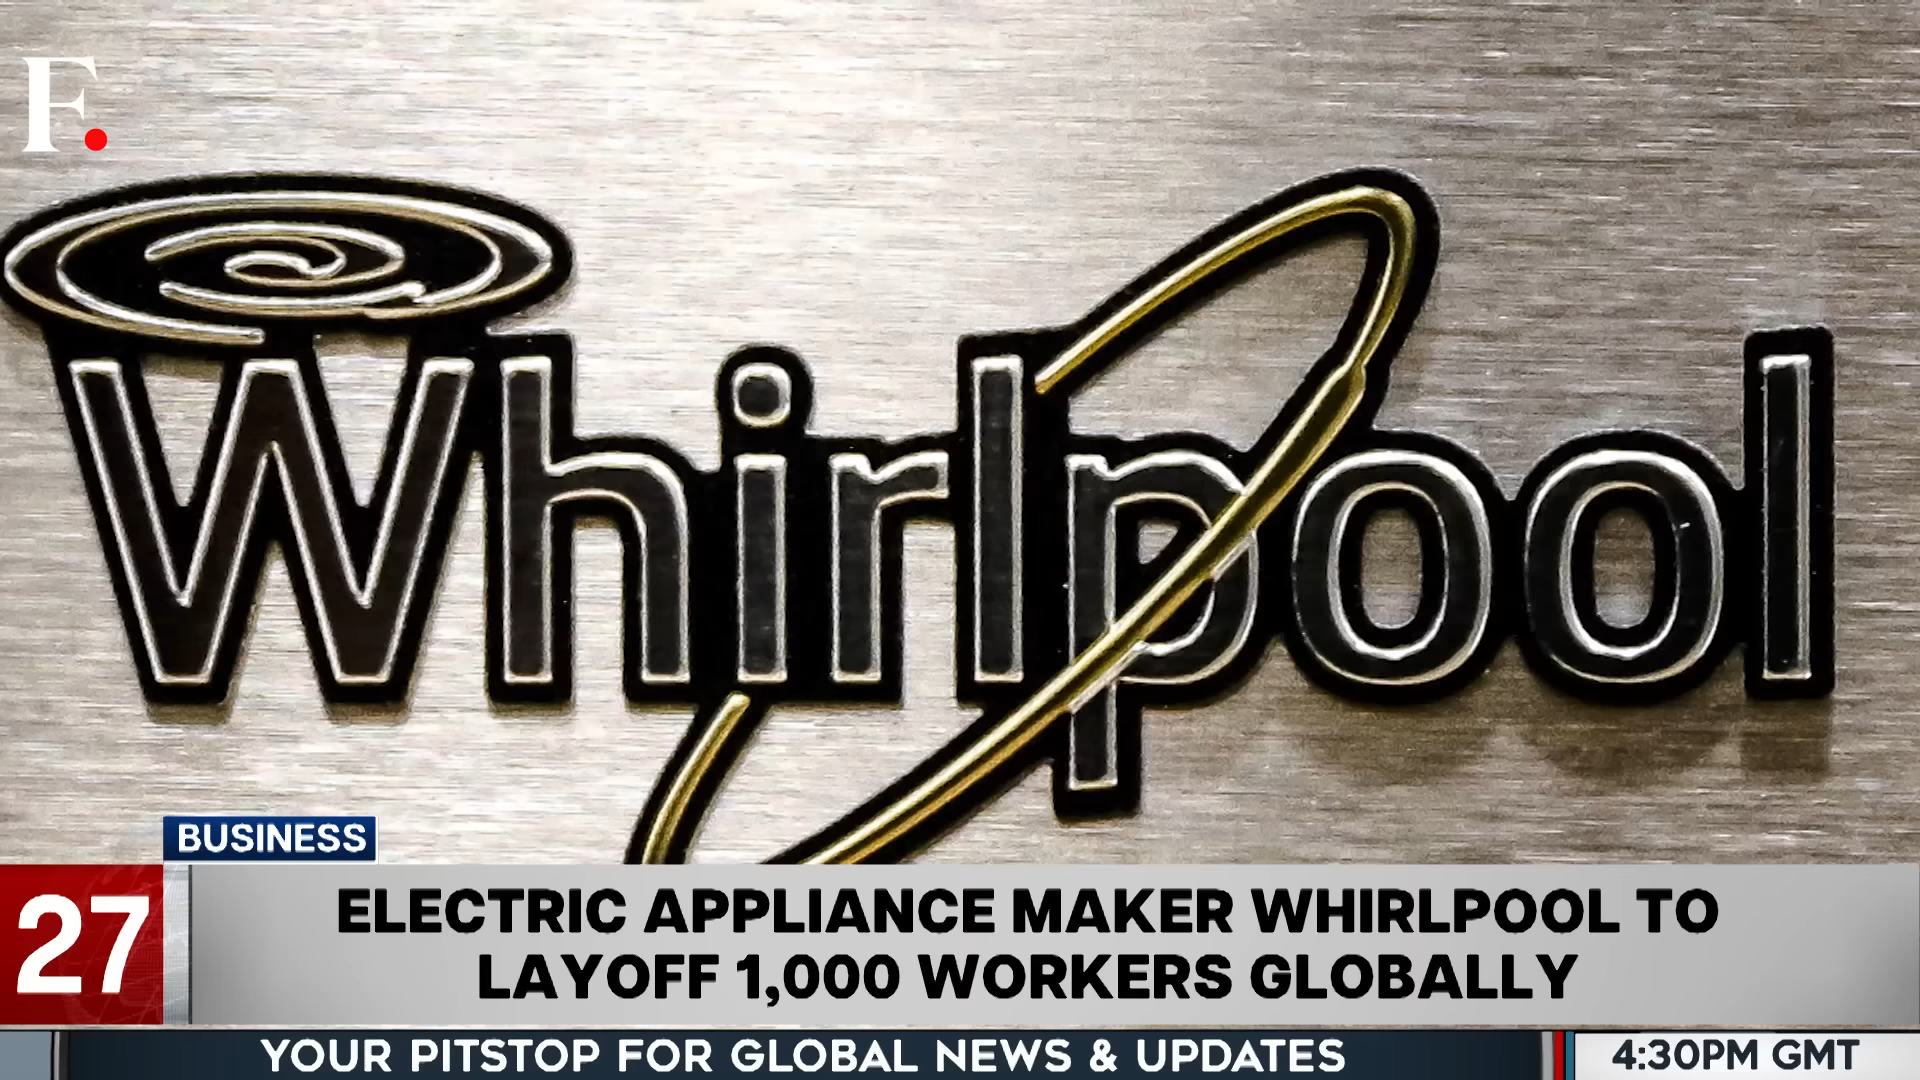 F.
Whirlpool
BUSINESS
27
ELECTRIC APPLIANCE MAKER WHIRLPOOL TO
LAYOFF 1,000 WORKERS GLOBALLY
YOUR PITSTOP FOR GLOBAL NEWS & UPDATES
4:30PM GMT